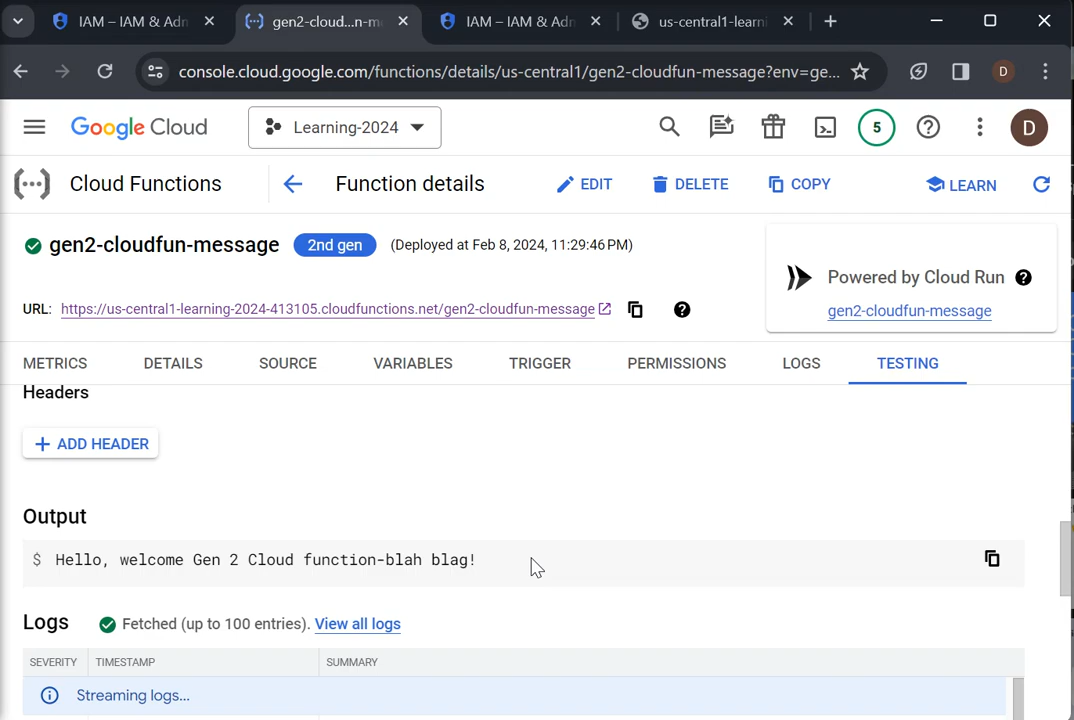 IAM – IAM & Adm
gen2-cloud...n-m
IAM – IAM & Adm
us-central1-learni
console.cloud.google.com/functions/details/us-central1/gen2-cloudfun-message?env=ge...
D
Google Cloud
Learning-2024
5
D
Cloud Functions
Function details
EDIT
DELETE
COPY
LEARN
gen2-cloudfun-message
2nd gen
(Deployed at Feb 8, 2024, 11:29:46 PM)
Powered by Cloud Run
gen2-cloudfun-message
URL: https://us-central1-learning-2024-413105.cloudfunctions.net/gen2-cloudfun-message
METRICS DETAILS SOURCE VARIABLES TRIGGER PERMISSIONS LOGS TESTING
Headers
+ ADD HEADER
Output
$ Hello, welcome Gen 2 Cloud function-blah blag!
Logs
Fetched (up to 100 entries). View all logs
SEVERITY TIMESTAMP SUMMARY
Streaming logs...